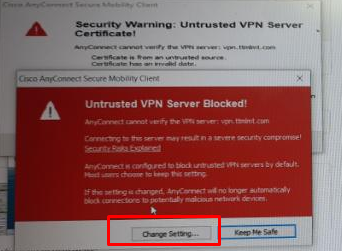 Cisco AnyConnect Secure Mobility Client
Security Warning: Untrusted VPN Server
Certificate!
AnyConnect cannot verify the VPN server: vpn.ttmlmt.com
Certificate is from an untrusted source.
Certificate has an invalid date.
Cisco AnyConnect Secure Mobility Client
Untrusted VPN Server Blocked!
AnyConnect cannot verify the VPN server: vpn.ttmlmt.com
Connecting to this server may result in a severe security compromise!
Security Risks Explained
AnyConnect is configured to block untrusted VPN servers by default.
Most users choose to keep this setting.
If this setting is changed, AnyConnect will no longer automatically
block connections to potentially malicious network devices.
Change Setting...
Keep Me Safe